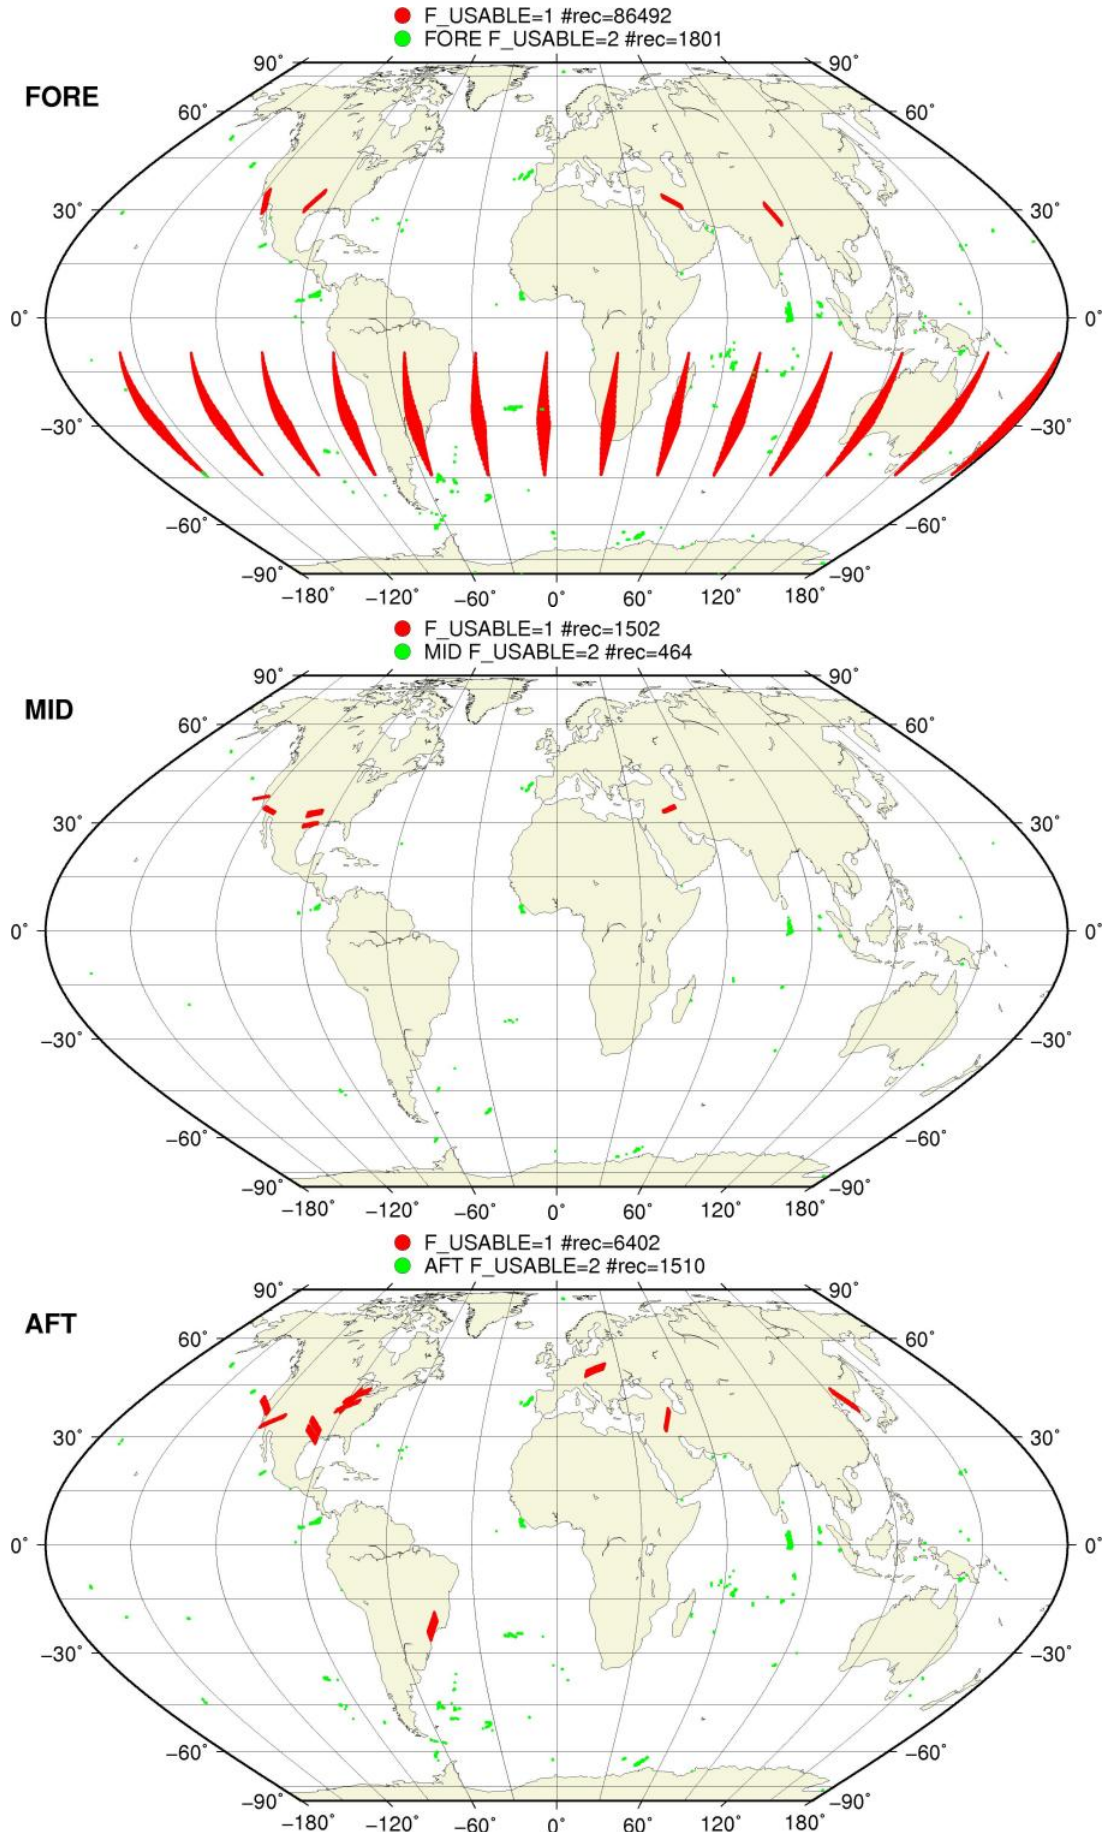 F_USABLE=1 #rec=86492
FORE F_USABLE=2 #rec=1801
FORE
90° 90°
60° 60°
30° 30°
0° 0°
−30° −30°
−60° −60°
−90° −90°
−180° −120° −60° 0° 60° 120° 180°
F_USABLE=1 #rec=1502
MID F_USABLE=2 #rec=464
MID
90° 90°
60° 60°
30° 30°
0° 0°
−30° −30°
−60° −60°
−90° −90°
−180° −120° −60° 0° 60° 120° 180°
F_USABLE=1 #rec=6402
AFT F_USABLE=2 #rec=1510
AFT
90° 90°
60° 60°
30° 30°
0° 0°
−30° −30°
−60° −60°
−90° −90°
−180° −120° −60° 0° 60° 120° 180°